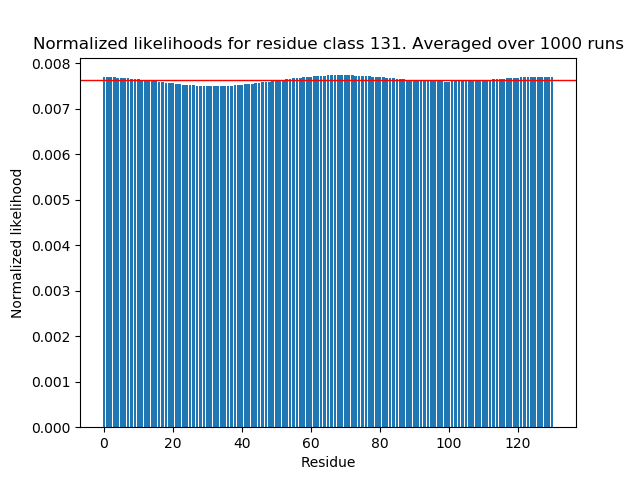 Normalized likelihoods for residue class 131. Averaged over 1000 runs
0.008
0.007
0.006
0.005
0.004
0.003
0.002
0.001
0.000
Normalized likelihood
0 20 40 60 80 100 120
Residue